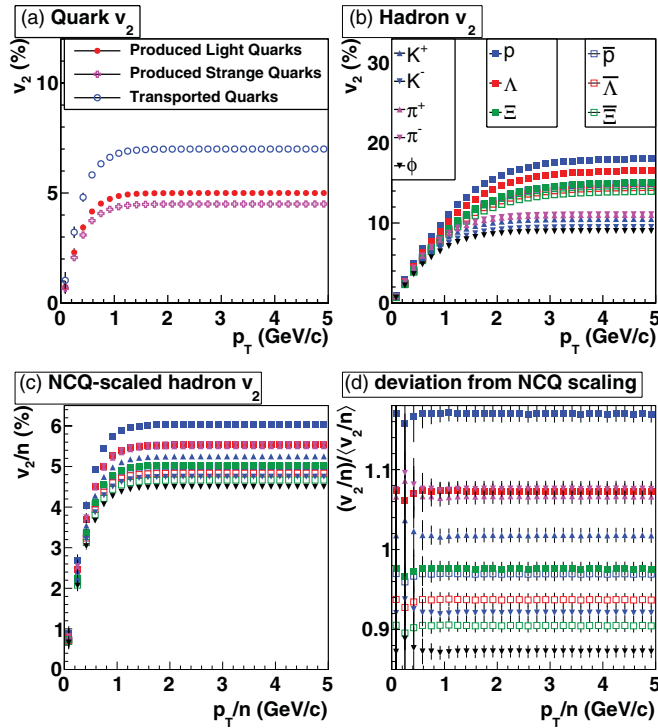 (a) Quark v2
v2 (%)
Produced Light Quarks
Produced Strange Quarks
Transported Quarks
10
5
0
0 1 2 3 4 5
pT (GeV/c)
(b) Hadron v2
v2 (%)
K+
K-
π+
π-
ϕ
p
Λ
Ξ
p̅
Λ̅
Ξ̅
30
20
10
0
0 1 2 3 4 5
pT (GeV/c)
(c) NCQ-scaled hadron v2
v2/n (%)
9
8
7
6
5
4
3
2
1
0
0 1 2 3 4 5
pT/n (GeV/c)
(d) deviation from NCQ scaling
(v2/n)/⟨v2/n⟩
1.1
1
0.9
0 1 2 3 4 5
pT/n (GeV/c)